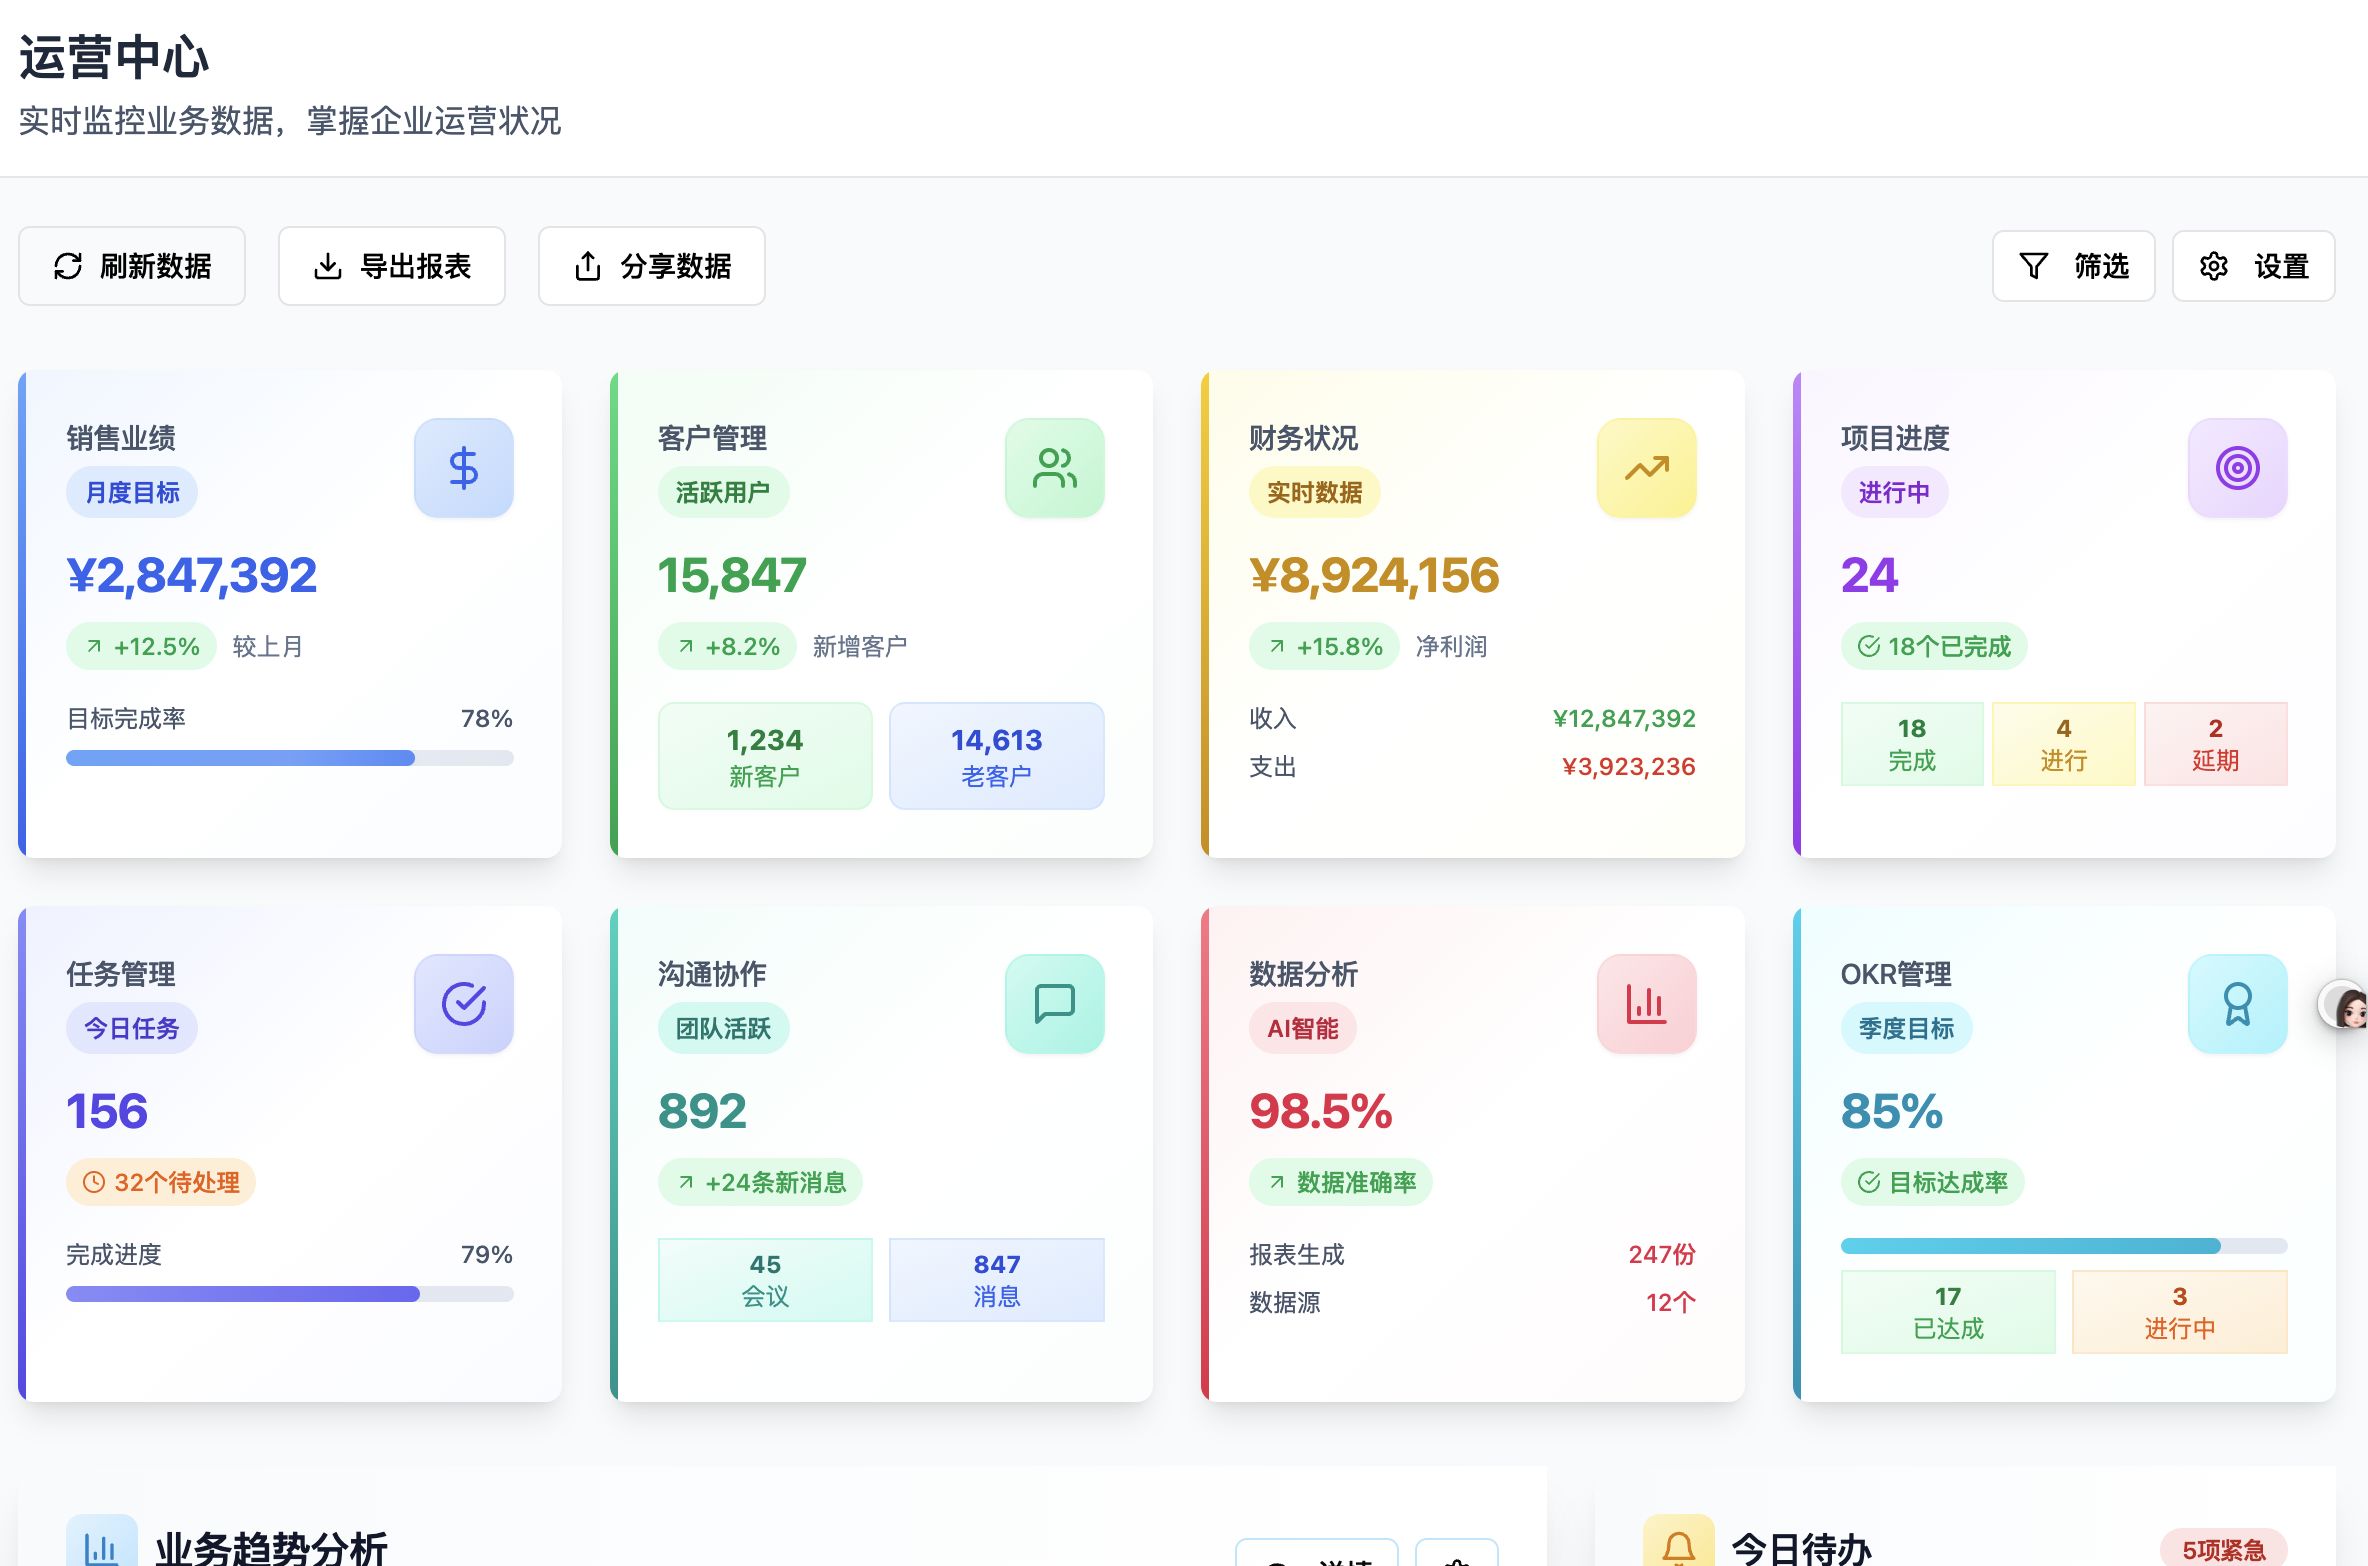 运营中心
实时监控业务数据，掌握企业运营状况
刷新数据
导出报表
分享数据
筛选
设置
销售业绩
月度目标
¥2,847,392
+12.5% 较上月
目标完成率 78%
客户管理
活跃用户
15,847
+8.2% 新增客户
1,234
新客户
14,613
老客户
财务状况
实时数据
¥8,924,156
+15.8% 净利润
收入 ¥12,847,392
支出 ¥3,923,236
项目进度
进行中
24
18个已完成
18
完成
4
进行
2
延期
任务管理
今日任务
156
32个待处理
完成进度 79%
沟通协作
团队活跃
892
+24条新消息
45
会议
847
消息
数据分析
AI智能
98.5%
数据准确率
报表生成 247份
数据源 12个
OKR管理
季度目标
85%
目标达成率
17
已达成
3
进行中
业务趋势分析
今日待办
5项紧急